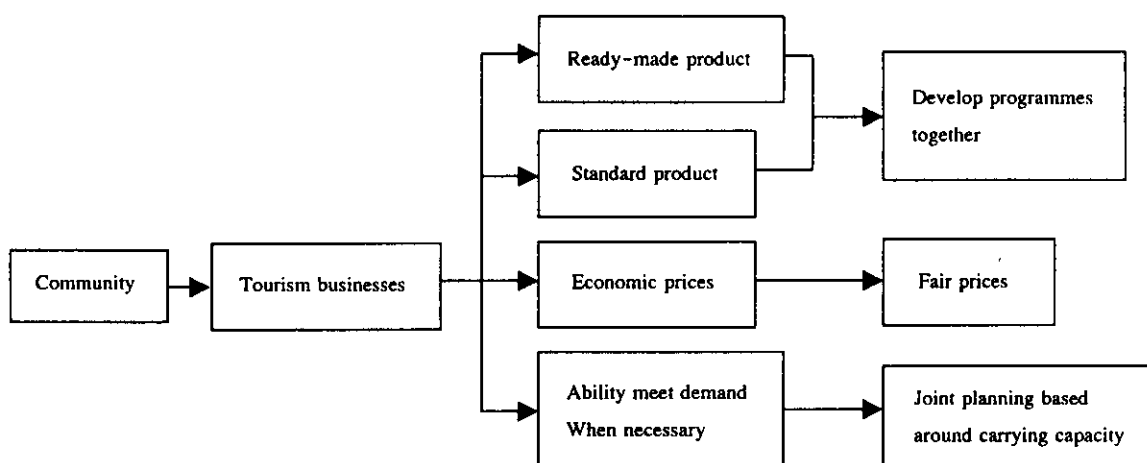 Ready-made product
Develop programmes
together
Standard product
Community
Tourism businesses
Economic prices
Fair prices
Ability meet demand
When necessary
Joint planning based
around carrying capacity